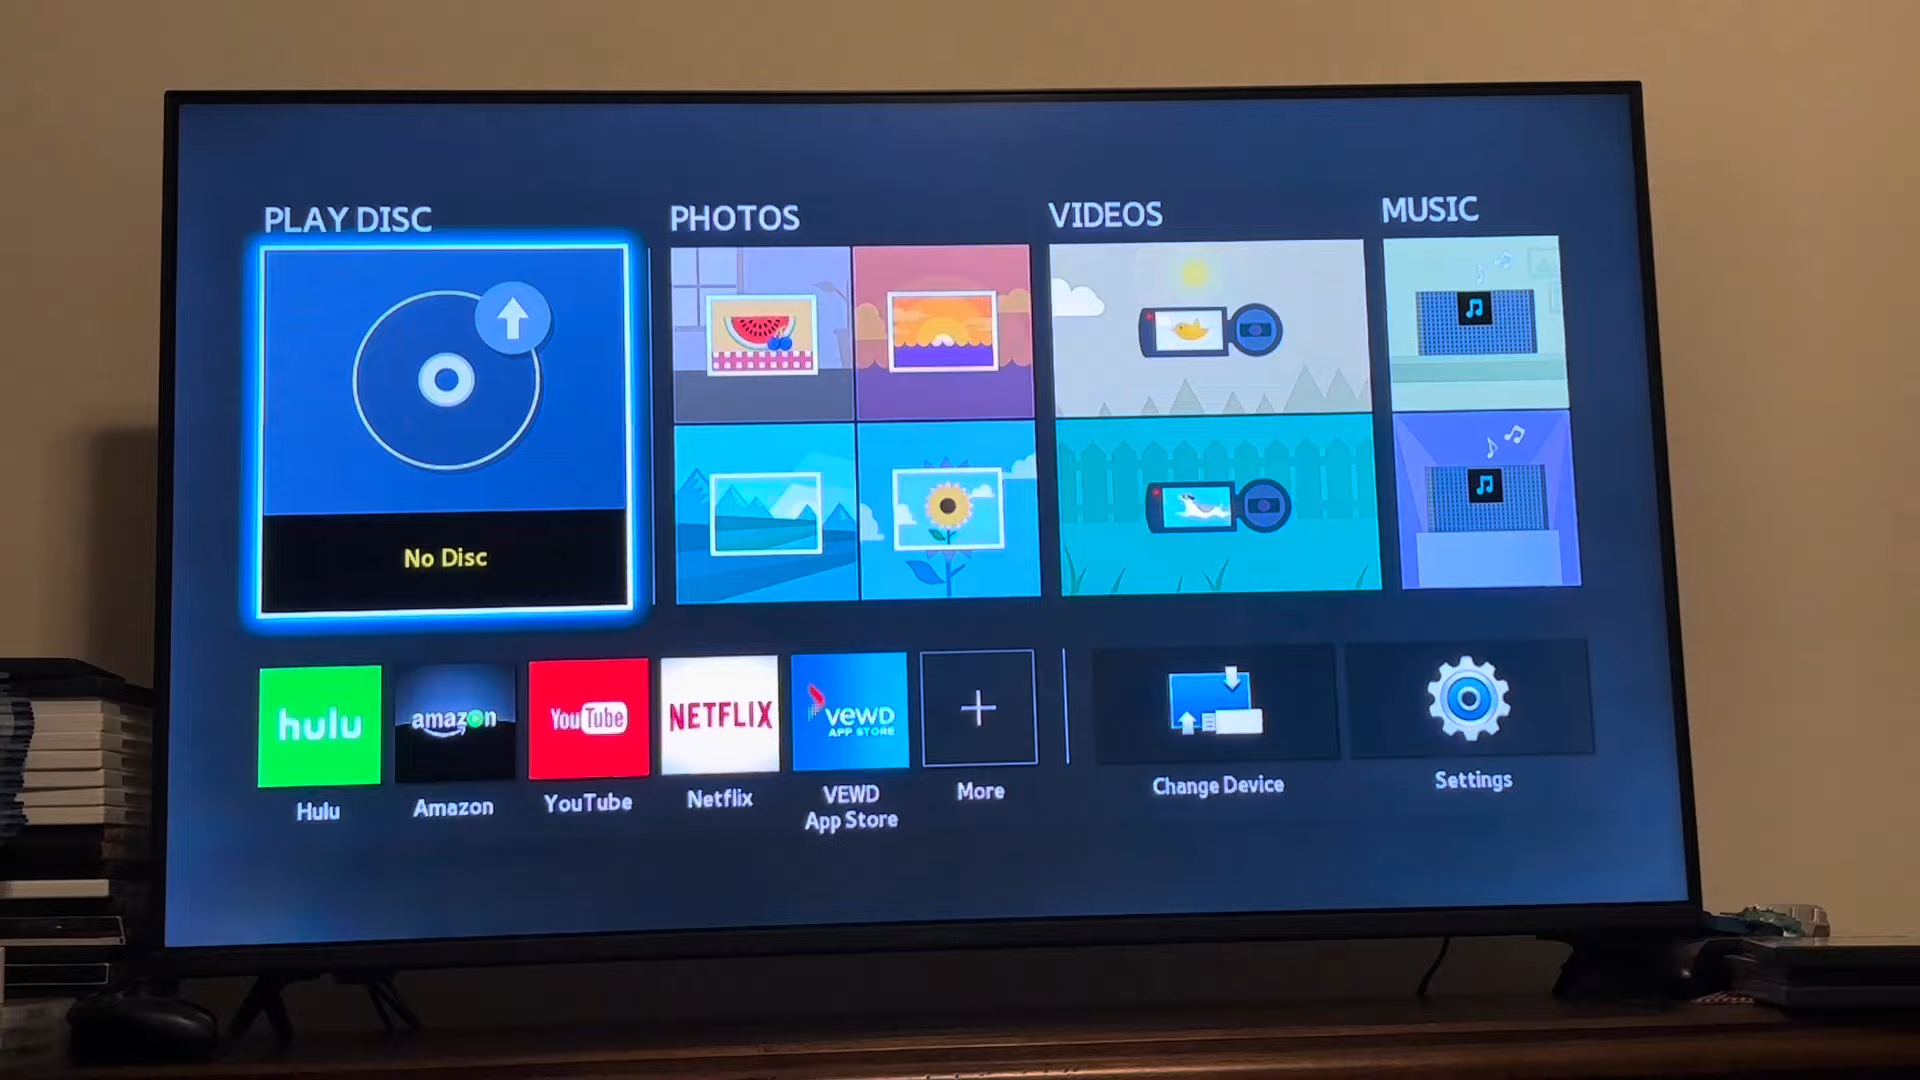 PLAY DISC
PHOTOS
VIDEOS
MUSIC
No Disc
hulu
amazon
YouTube
NETFLIX
vewd
APP STORE
Hulu
Amazon
YouTube
Netflix
VEWD
App Store
More
Change Device
Settings